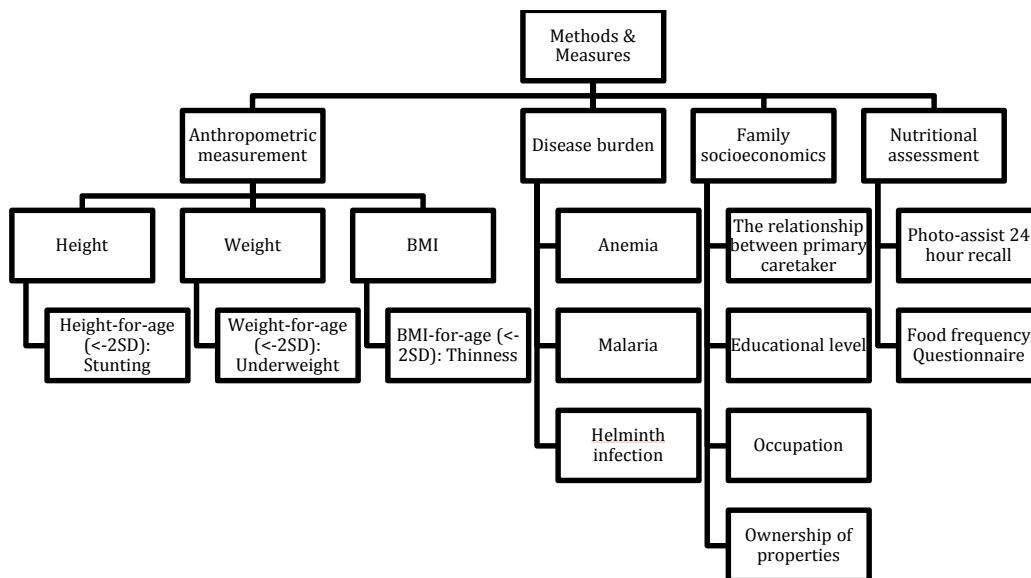 Methods &
Measures
Anthropometric
measurement
Disease burden
Family
socioeconomics
Nutritional
assessment
Height
Weight
BMI
Anemia
The relationship
between primary
caretaker
Photo-assist 24-
hour recall
Height-for-age
(<-2SD):
Stunting
Weight-for-age
(<-2SD):
Underweight
BMI-for-age (<-
2SD): Thinness
Malaria
Educational level
Food frequency
Questionnaire
Helminth
infection
Occupation
Ownership of
properties